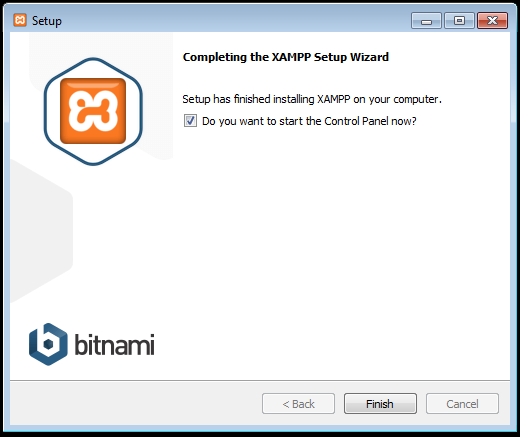 Setup
Completing the XAMPP Setup Wizard
Setup has finished installing XAMPP on your computer.
Do you want to start the Control Panel now?
bitnami
< Back
Finish
Cancel